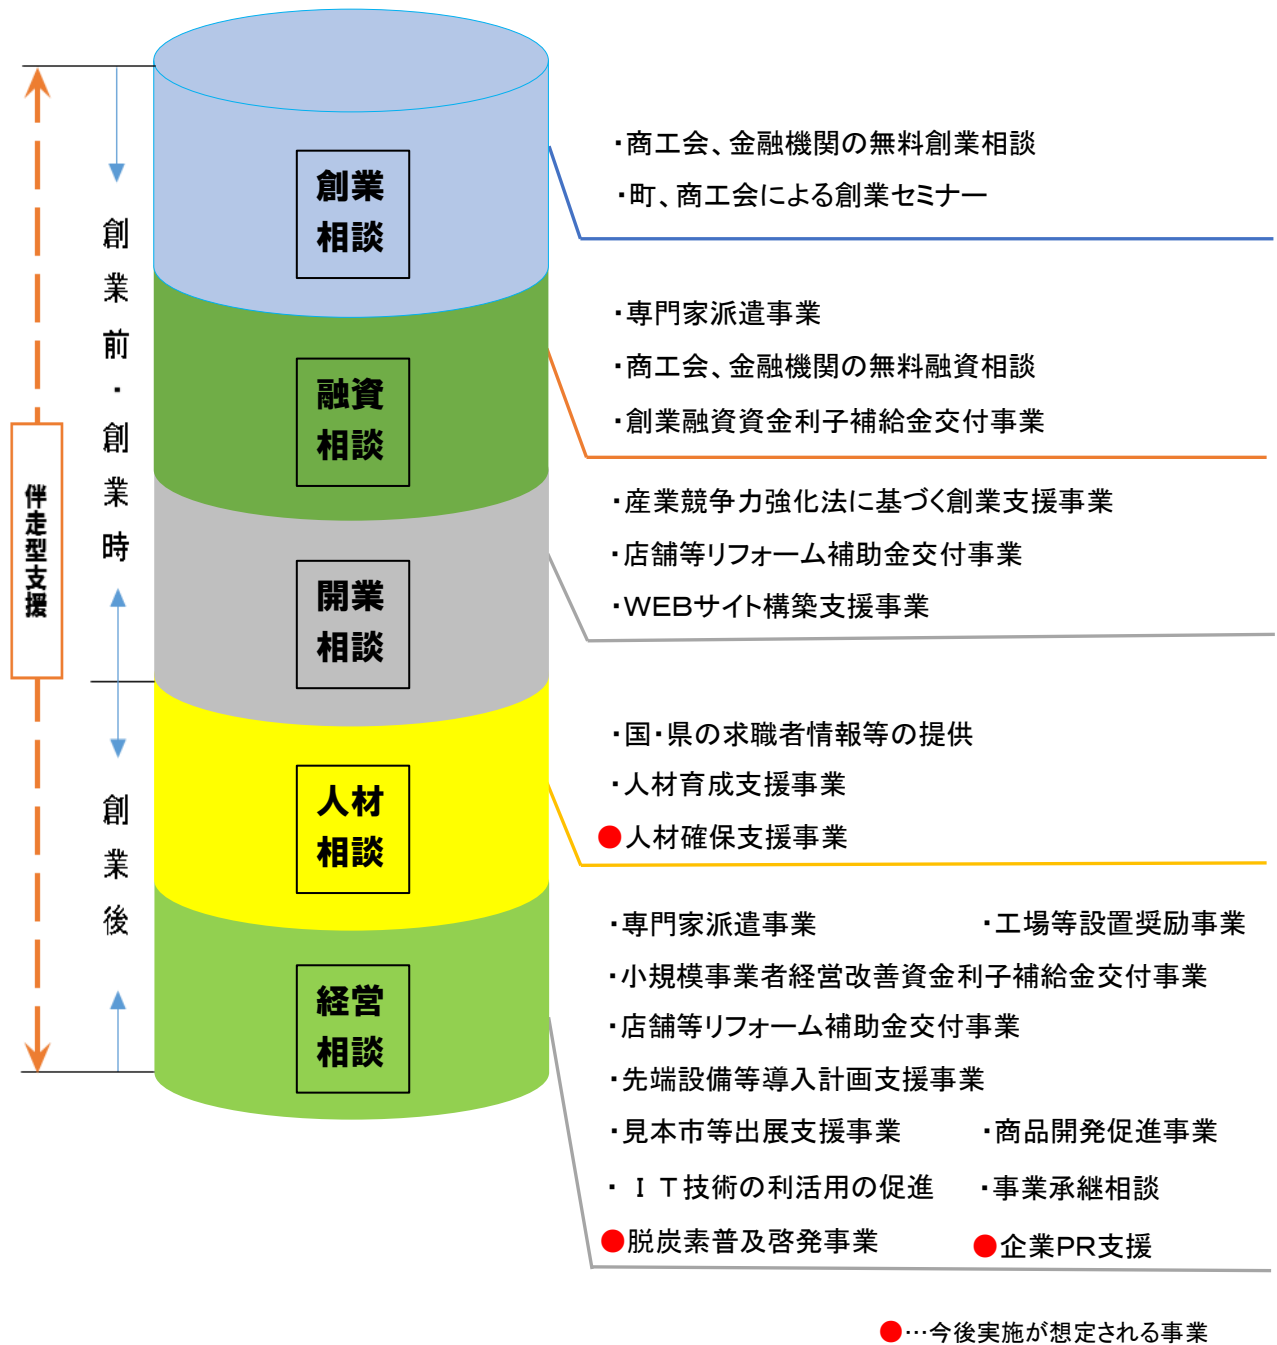 創業
相談
・商工会、金融機関の無料創業相談
・町、商工会による創業セミナー
融資
相談
・専門家派遣事業
・商工会、金融機関の無料融資相談
・創業融資資金利子補給金交付事業
創業前・創業時
伴走型支援
開業
相談
・産業競争力強化法に基づく創業支援事業
・店舗等リフォーム補助金交付事業
・WEBサイト構築支援事業
創業後
人材
相談
・国・県の求職者情報等の提供
・人材育成支援事業
●人材確保支援事業
経営
相談
・専門家派遣事業 ・工場等設置奨励事業
・小規模事業者経営改善資金利子補給金交付事業
・店舗等リフォーム補助金交付事業
・先端設備等導入計画支援事業
・見本市等出展支援事業 ・商品開発促進事業
・ＩＴ技術の利活用の促進 ・事業承継相談
●脱炭素普及啓発事業 ●企業PR支援
●…今後実施が想定される事業